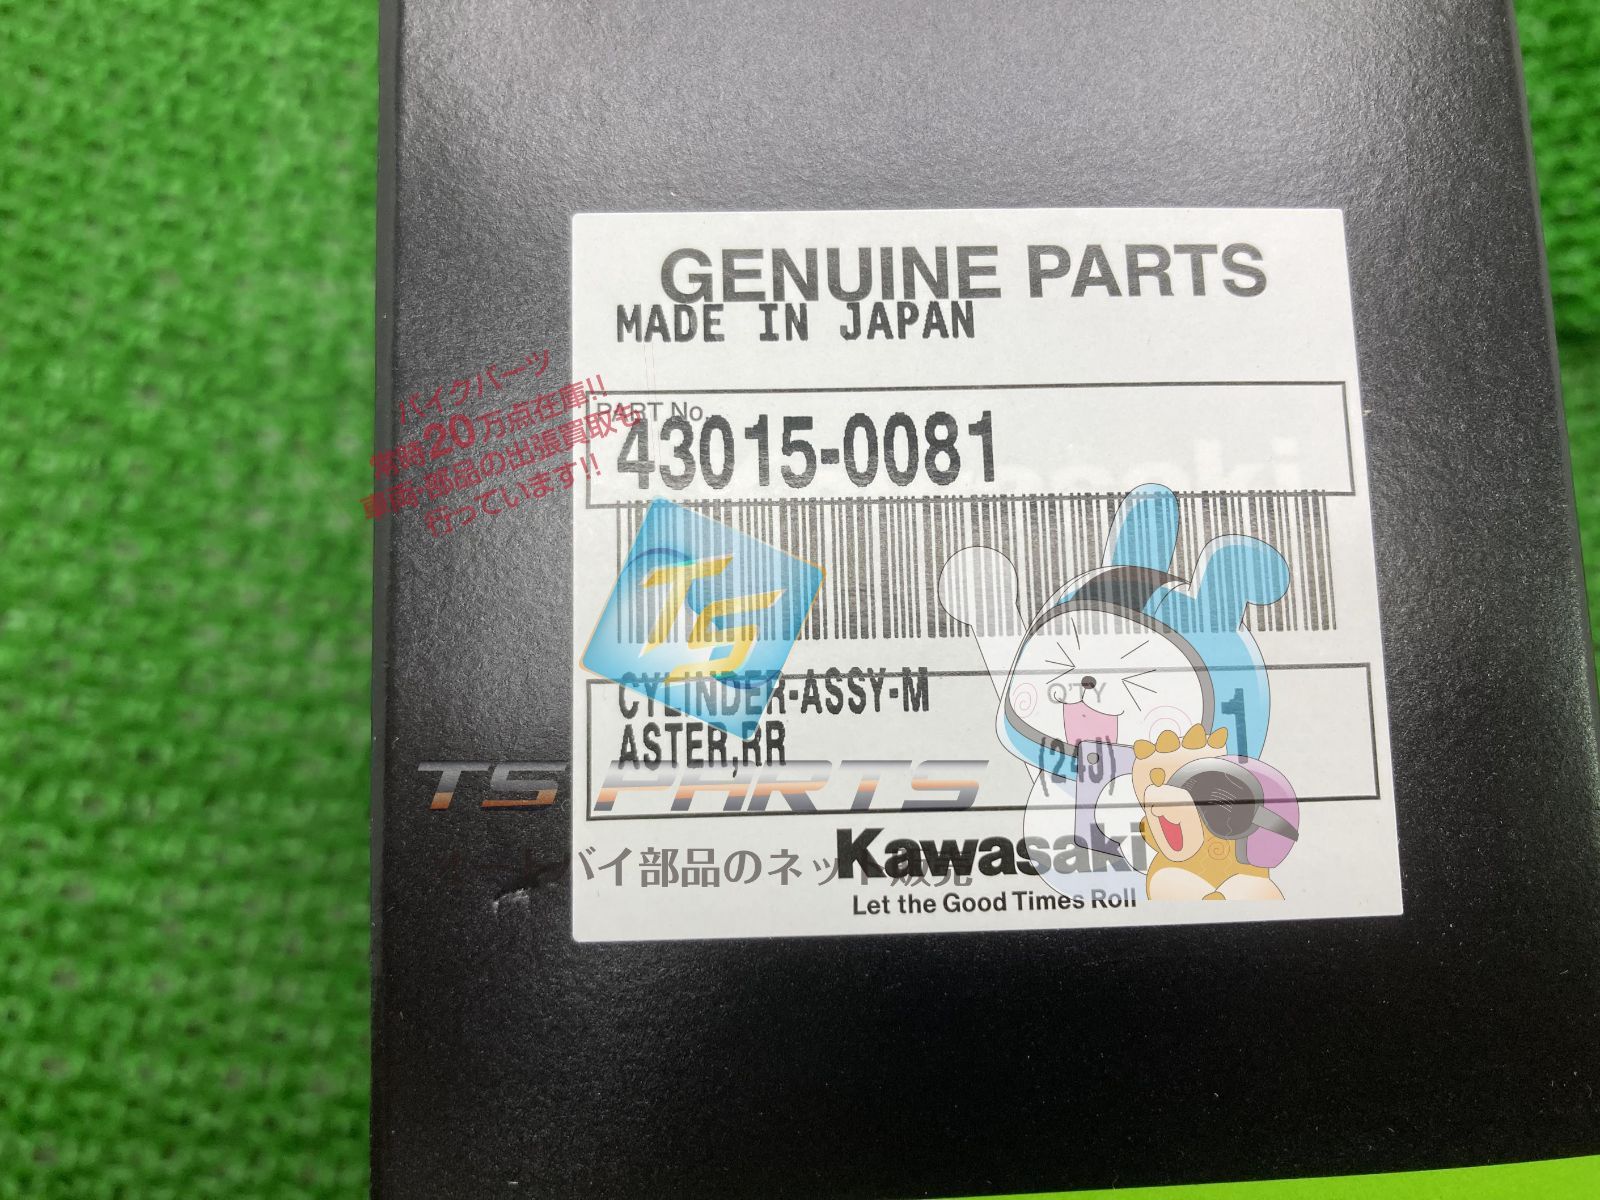 GENUINE PARTS
MADE IN JAPAN
バイクパーツ
常時20万点在庫!!
車両・部品の出張買取も
行っています!!
PART No.
43015-0081
TS
CYLINDER-ASSY-M
ASTER,RR
Q'TY
1
(24J)
TS PARTS
オートバイ部品のネット販売
Kawasaki
Let the Good Times Roll